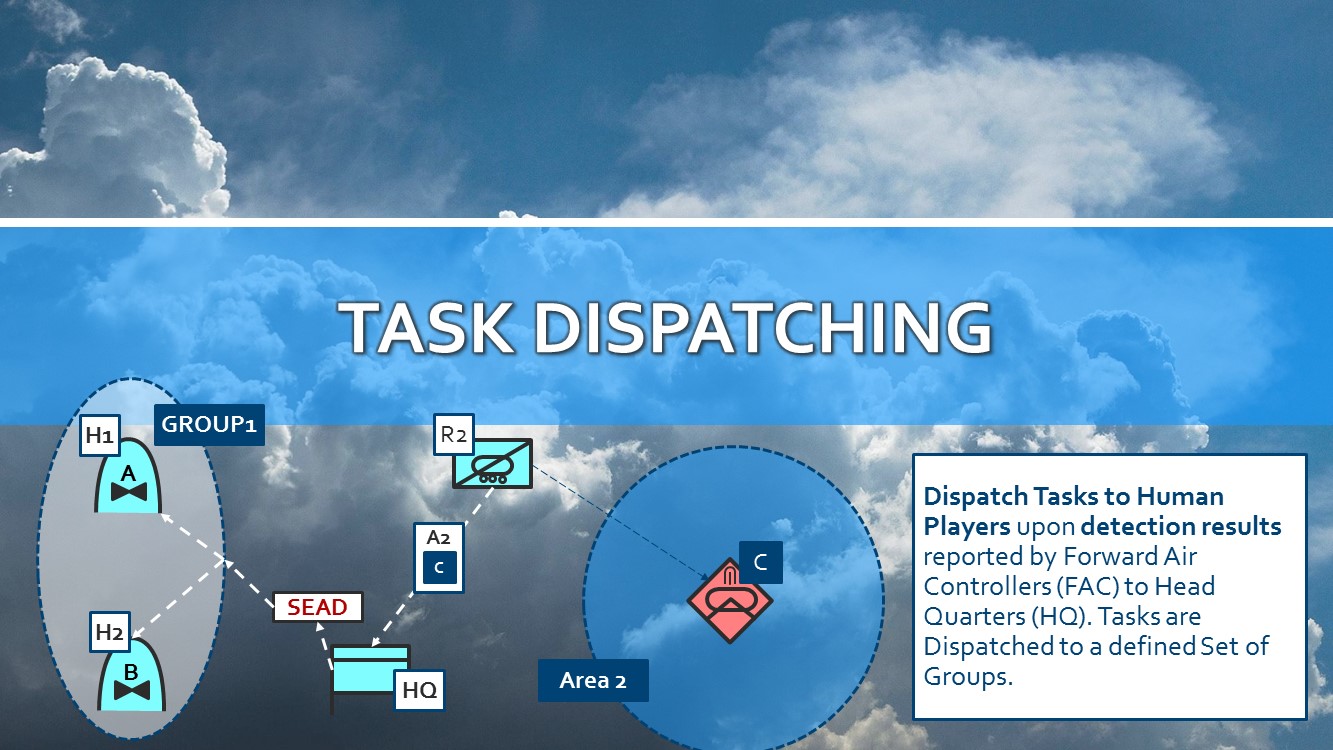 TASK DISPATCHING
GROUP1
H1
A
H2
B
SEAD
R2
A2
C
HQ
C
Area 2
Dispatch Tasks to Human
Players upon detection results
reported by Forward Air
Controllers (FAC) to Head
Quarters (HQ). Tasks are
Dispatched to a defined Set of
Groups.